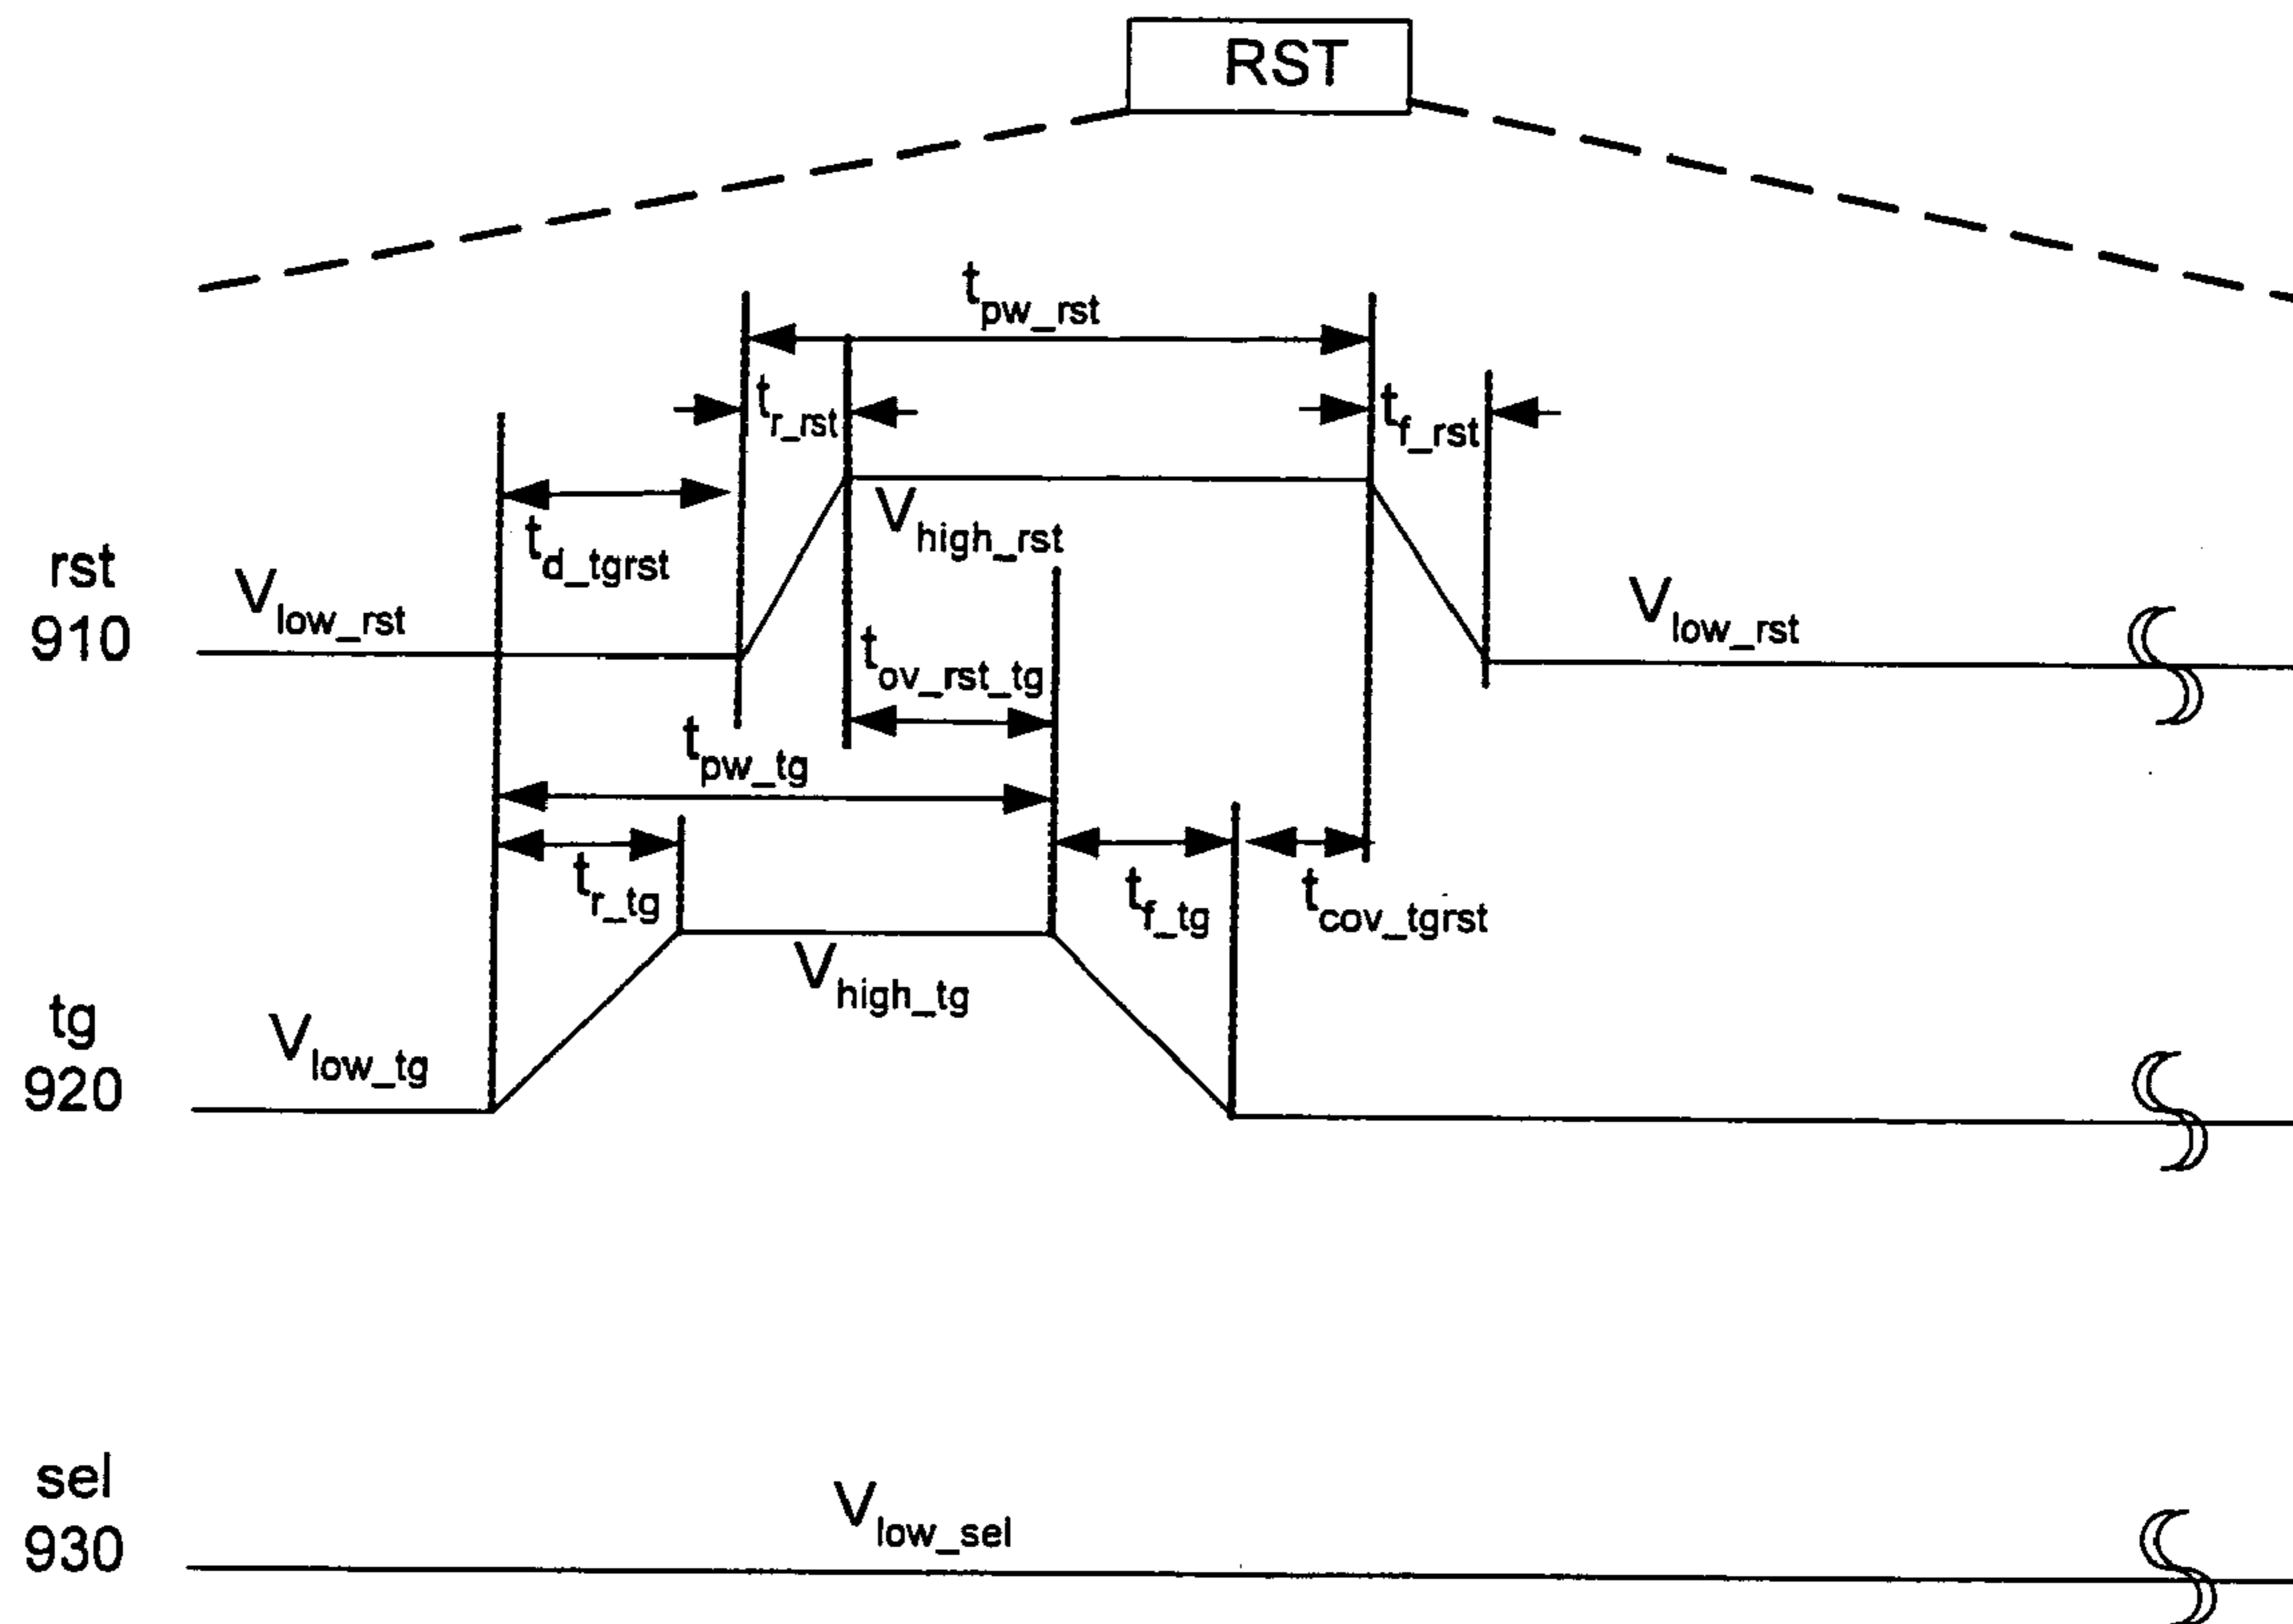 RST
t_pw_rst
t_r_rst
t_f_rst
t_d_tgrst
V_high_rst
rst
910
V_low_rst
V_low_rst
t_ov_rst_tg
t_pw_tg
t_r_tg
t_f_tg
t_cov_tgrst
V_high_tg
tg
920
V_low_tg
sel
930
V_low_sel